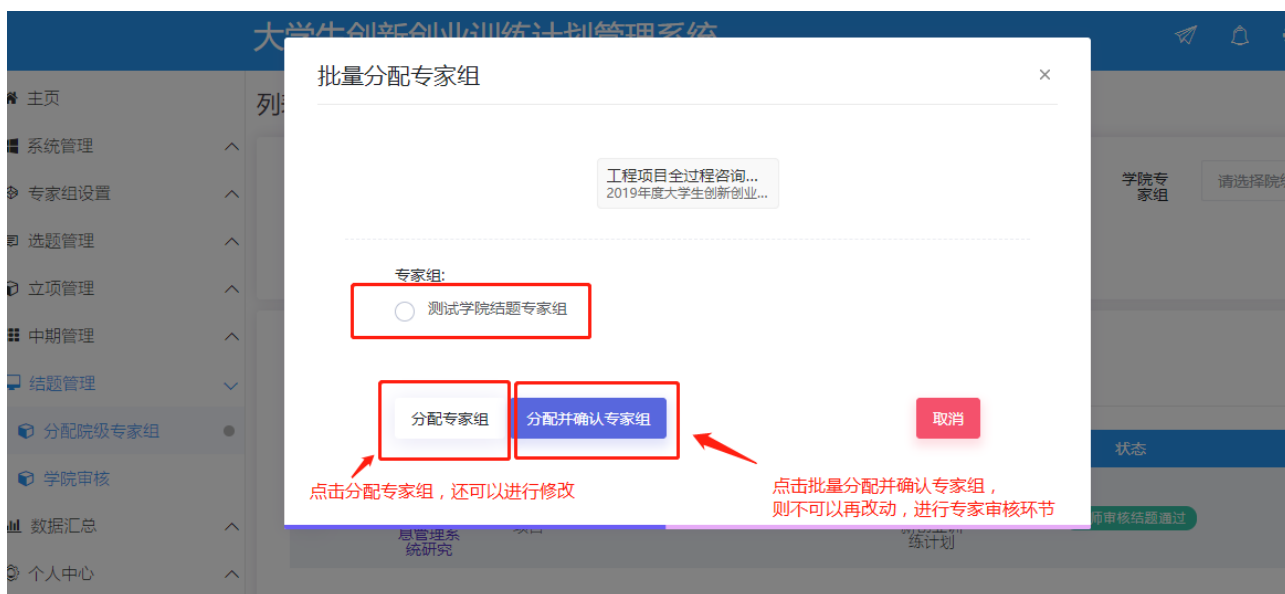 大学生创新创业训练计划管理系统
批量分配专家组
×
主页
系统管理
专家组设置
选题管理
立项管理
中期管理
结题管理
分配院级专家组
学院审核
数据汇总
个人中心
工程项目全过程咨询...
2019年度大学生创新创业...
学院专
家组
请选择院
专家组:
测试学院结题专家组
分配专家组
分配并确认专家组
取消
状态
点击分配专家组，还可以进行修改
点击批量分配并确认专家组，
则不可以再改动，进行专家审核环节
师审核结题通过
息管理系
统研究
练计划